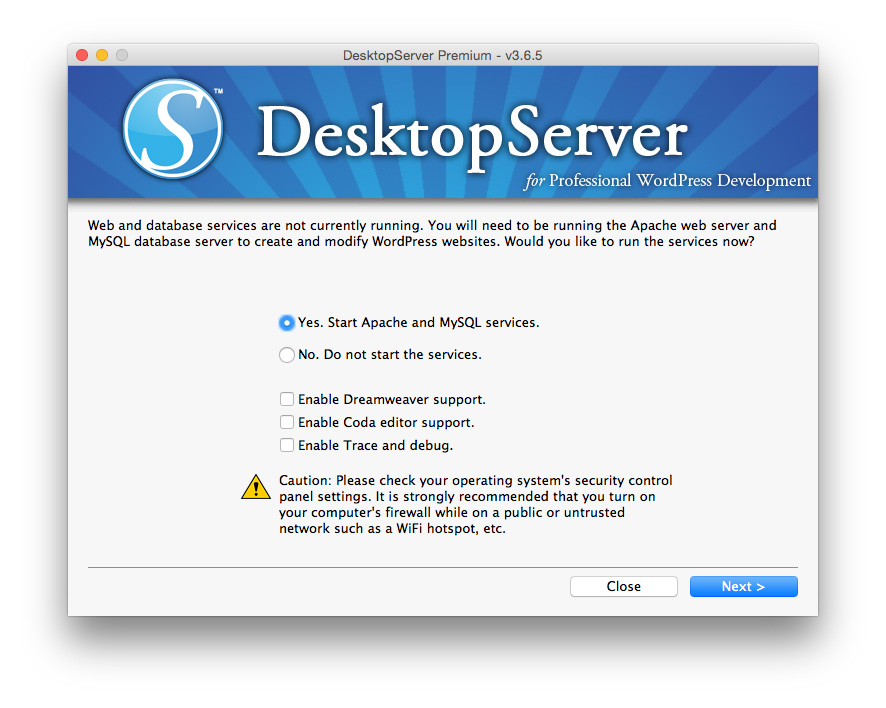 DesktopServer Premium - v3.6.5
S
TM
DesktopServer
for Professional WordPress Development
Web and database services are not currently running. You will need to be running the Apache web server and
MySQL database server to create and modify WordPress websites. Would you like to run the services now?
Yes. Start Apache and MySQL services.
No. Do not start the services.
Enable Dreamweaver support.
Enable Coda editor support.
Enable Trace and debug.
Caution: Please check your operating system's security control
panel settings. It is strongly recommended that you turn on
your computer's firewall while on a public or untrusted
network such as a WiFi hotspot, etc.
Close
Next >